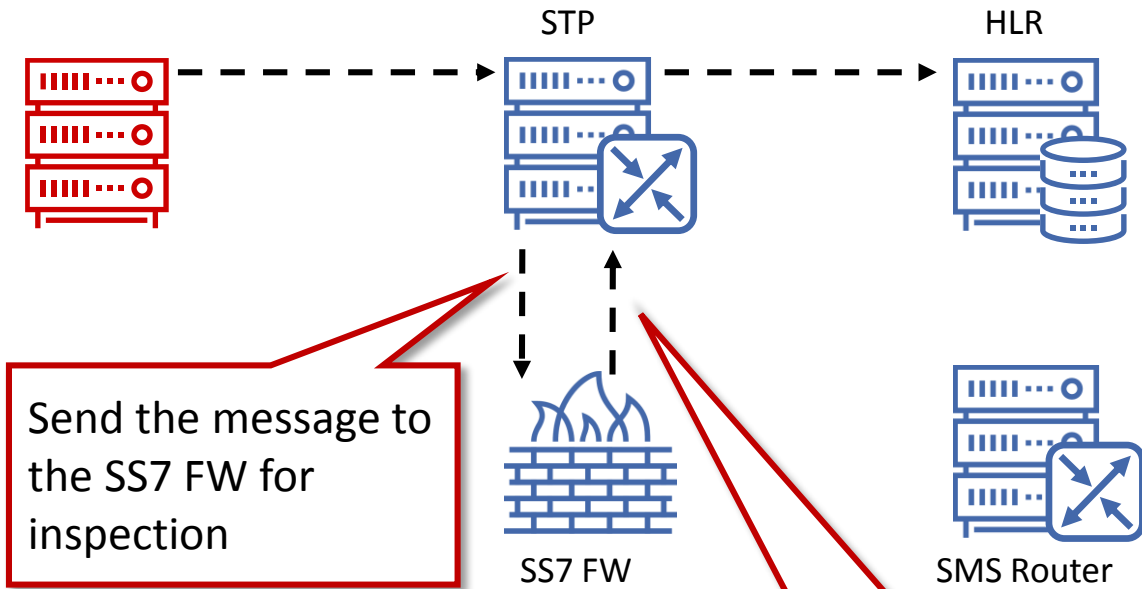 STP
HLR
Send the message to
the SS7 FW for
inspection
SS7 FW
SMS Router